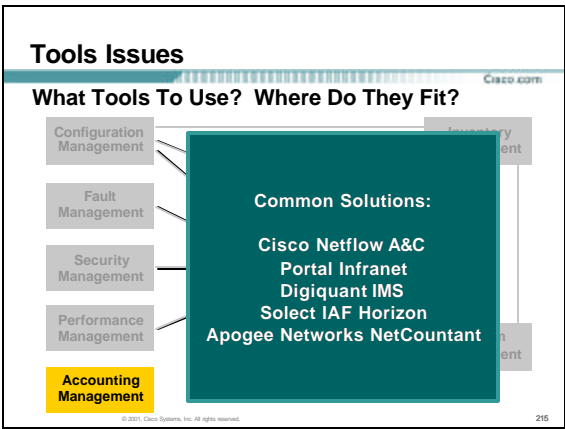 Tools Issues
Cisco.com
What Tools To Use? Where Do They Fit?
Configuration
Management
Fault
Management
Security
Management
Performance
Management
Accounting
Management
Common Solutions:
Cisco Netflow A&C
Portal Infranet
Digiquant IMS
Solect IAF Horizon
Apogee Networks NetCountant
© 2001, Cisco Systems, Inc. All rights reserved.
215